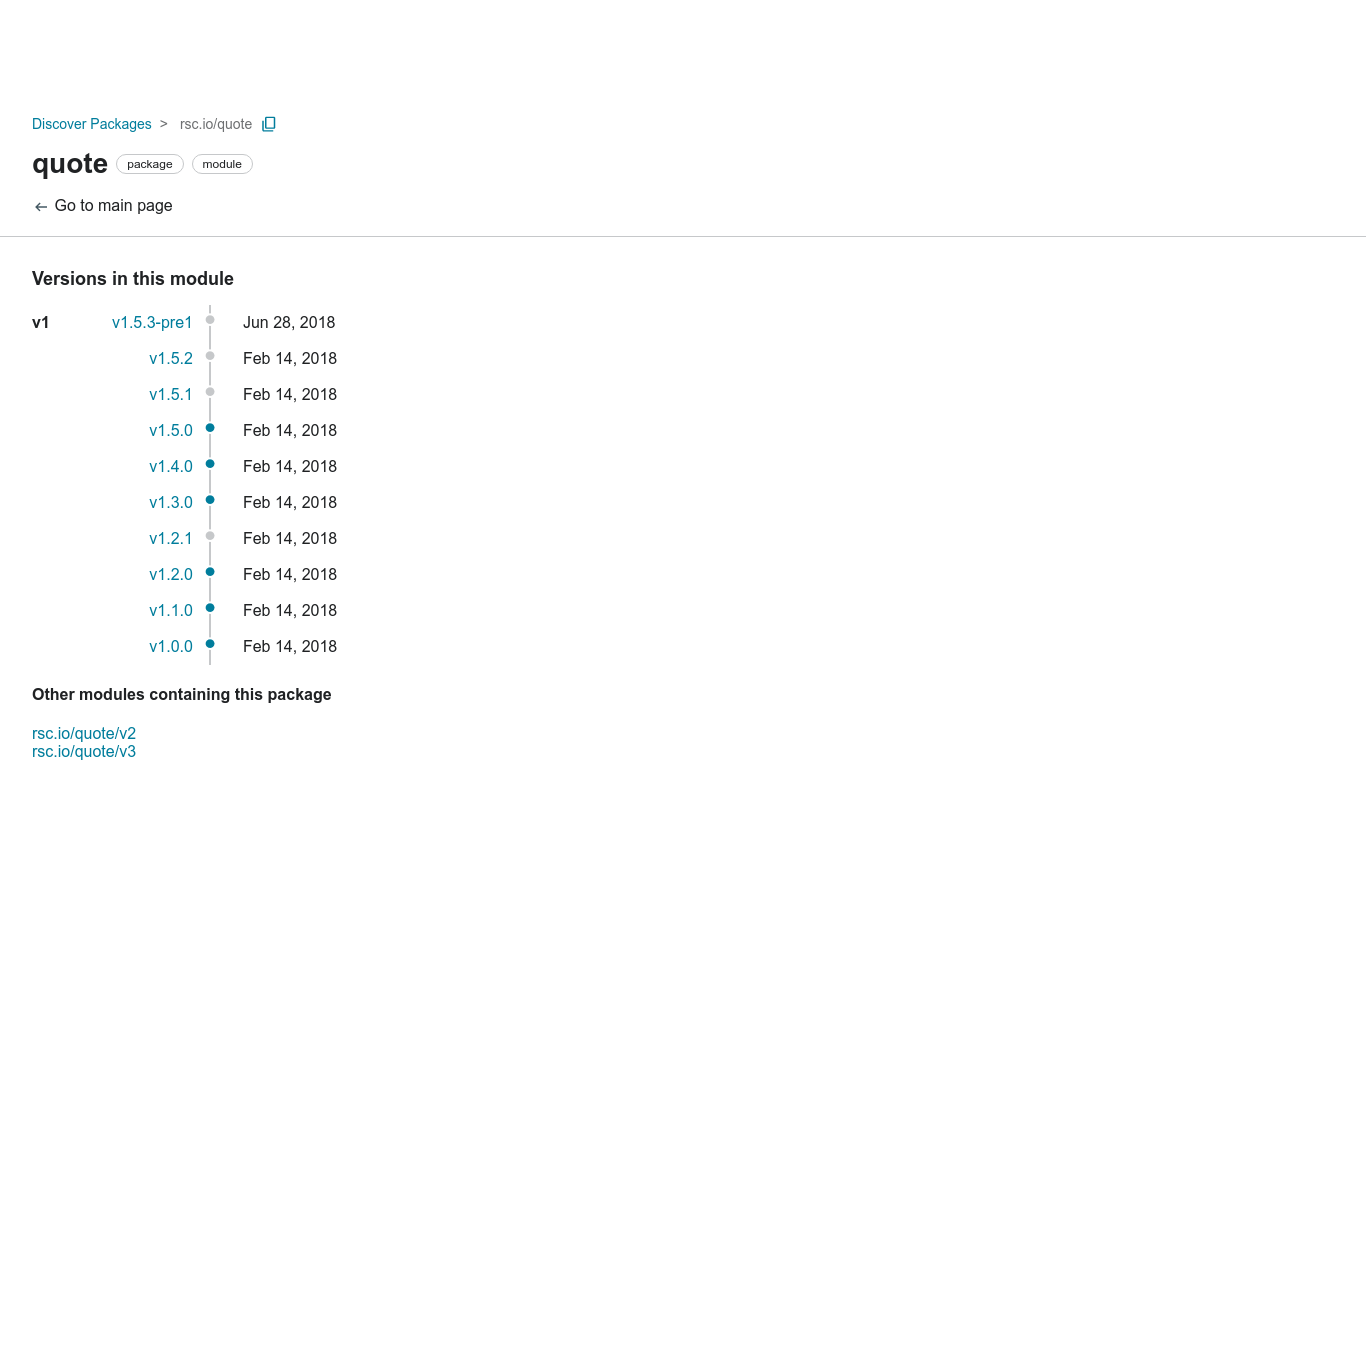 Discover Packages > rsc.io/quote
quote package module
← Go to main page
Versions in this module
v1 v1.5.3-pre1 Jun 28, 2018
v1.5.2 Feb 14, 2018
v1.5.1 Feb 14, 2018
v1.5.0 Feb 14, 2018
v1.4.0 Feb 14, 2018
v1.3.0 Feb 14, 2018
v1.2.1 Feb 14, 2018
v1.2.0 Feb 14, 2018
v1.1.0 Feb 14, 2018
v1.0.0 Feb 14, 2018
Other modules containing this package
rsc.io/quote/v2
rsc.io/quote/v3